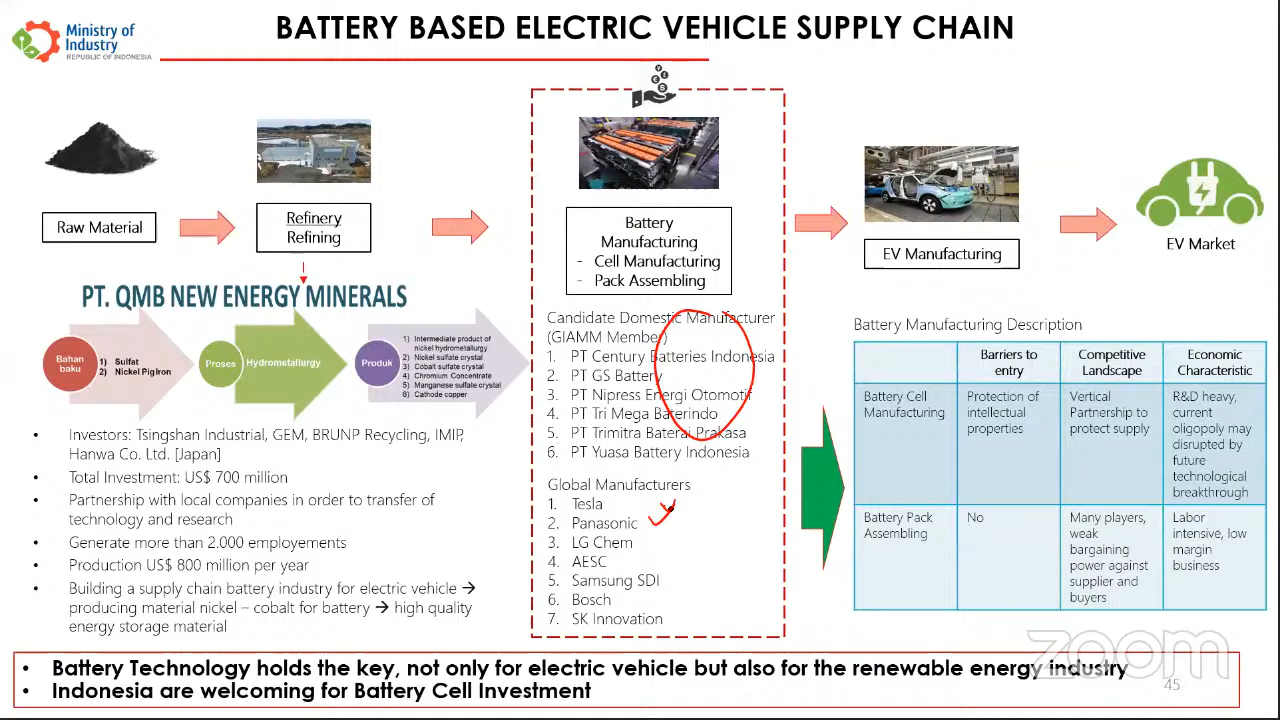 BATTERY BASED ELECTRIC VEHICLE SUPPLY CHAIN
Ministry of
Industry
REPUBLIC OF INDONESIA
Raw Material
Refinery
Refining
Battery
Manufacturing
- Cell Manufacturing
- Pack Assembling
EV Manufacturing
EV Market
PT. QMB NEW ENERGY MINERALS
Bahan
baku
1) Sulfat
2) Nickel Pig Iron
Proses
Hydrometallurgy
Produk
1) Intermediate product of
nickel hydrometallurgy
2) Nickel sulfate crystal
3) Cobalt sulfate crystal
4) Chromium Concentrate
5) Manganese sulfate crystal
6) Cathode copper
• Investors: Tsingshan Industrial, GEM, BRUNP Recycling, IMIP,
Hanwa Co. Ltd. [Japan]
• Total Investment: US$ 700 million
• Partnership with local companies in order to transfer of
technology and research
• Generate more than 2.000 employements
• Production US$ 800 million per year
• Building a supply chain battery industry for electric vehicle →
producing material nickel – cobalt for battery → high quality
energy storage material
Candidate Domestic Manufacturer
(GIAMM Member)
1. PT Century Batteries Indonesia
2. PT GS Battery
3. PT Nipress Energi Otomotif
4. PT Tri Mega Baterindo
5. PT Trimitra Baterai Prakasa
6. PT Yuasa Battery Indonesia
Global Manufacturers
1. Tesla
2. Panasonic
3. LG Chem
4. AESC
5. Samsung SDI
6. Bosch
7. SK Innovation
Battery Manufacturing Description
Barriers to
entry
Competitive
Landscape
Economic
Characteristic
Battery Cell
Manufacturing
Protection of
intellectual
properties
Vertical
Partnership to
protect supply
R&D heavy,
current
oligopoly may
disrupted by
future
technological
breakthrough
Battery Pack
Assembling
No
Many players,
weak
bargaining
power against
supplier and
buyers
Labor
intensive, low
margin
business
• Battery Technology holds the key, not only for electric vehicle but also for the renewable energy industry
• Indonesia are welcoming for Battery Cell Investment
zoom
45